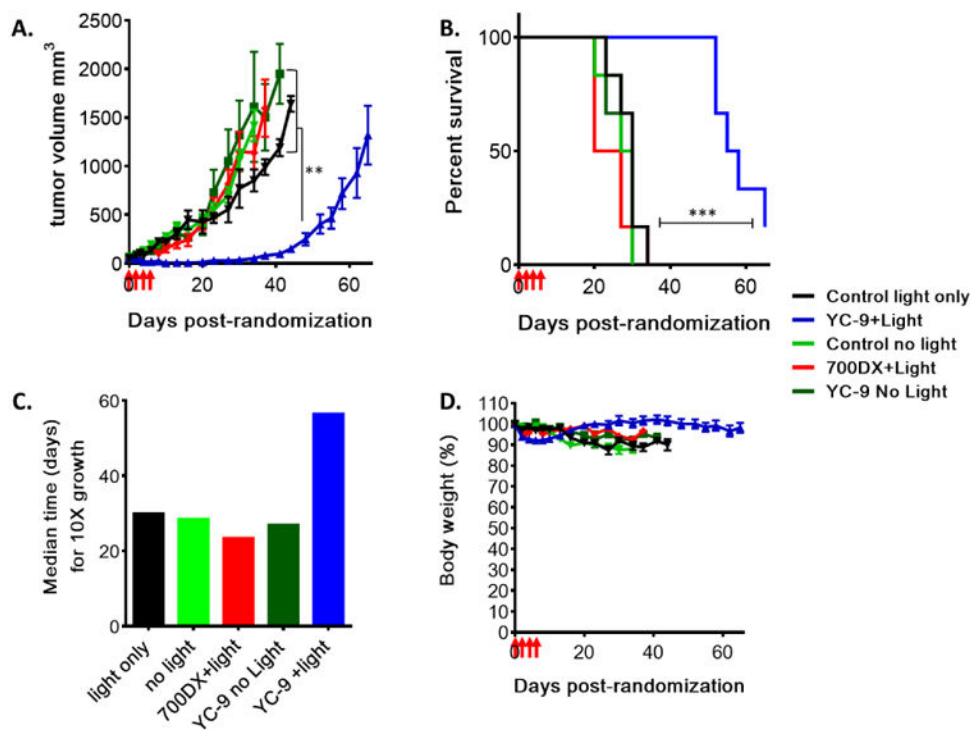 A.
tumor volume mm³
2500
2000
1500
1000
500
0
0 20 40 60
**
Days post-randomization
B.
Percent survival
100
50
0
0 20 40 60
***
Days post-randomization
Control light only
YC-9+Light
Control no light
700DX+Light
YC-9 No Light
C.
Median time (days)
for 10X growth
60
40
20
0
light only
no light
700DX+light
YC-9 no Light
YC-9 +light
D.
Body weight (%)
110
100
90
80
70
60
50
40
30
20
10
0
0 20 40 60
Days post-randomization